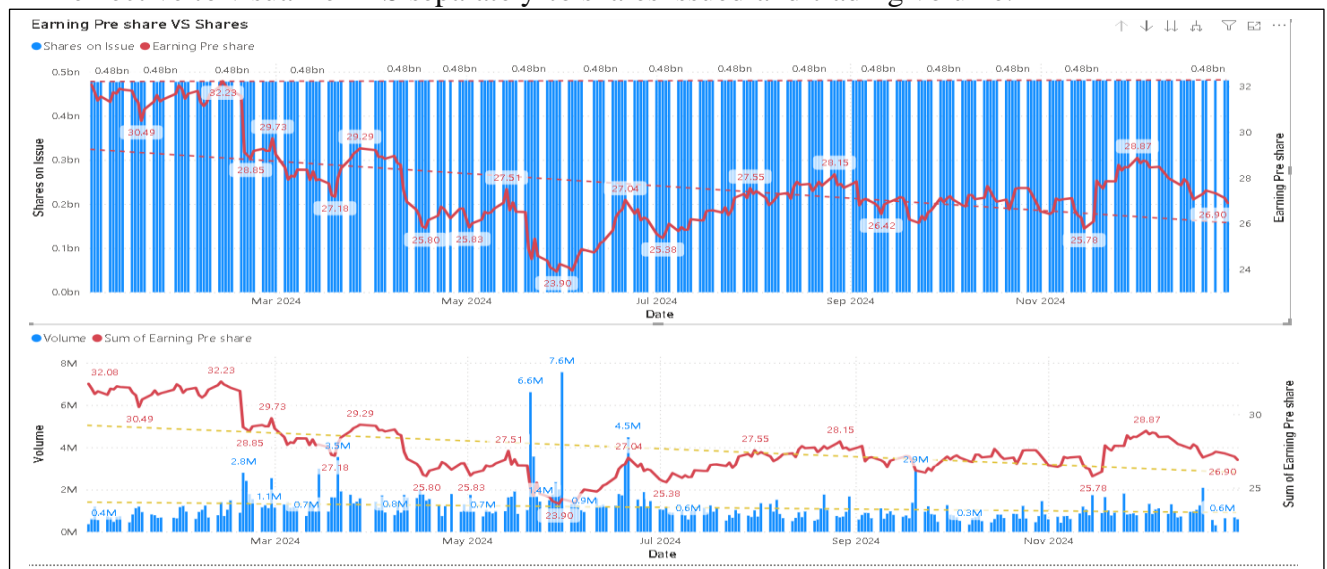 Earning Pre share VS Shares
Shares on Issue Earning Pre share
0.5bn
0.4bn
0.3bn
0.2bn
0.1bn
0.0bn
Shares on Issue
0.48bn 0.48bn 0.48bn 0.48bn 0.48bn 0.48bn 0.48bn 0.48bn 0.48bn 0.48bn 0.48bn 0.48bn 0.48bn 0.48bn
32.23
30.49
29.73
28.85
27.18
29.29
25.80
25.83
27.51
23.90
27.04
25.38
27.55
28.15
26.42
25.78
28.87
26.90
32
30
28
26
24
Earning Pre share
Mar 2024 May 2024 Jul 2024 Sep 2024 Nov 2024
Date
Volume Sum of Earning Pre share
8M
6M
4M
2M
0M
Volume
32.08
32.23
30.49
29.73
28.85
27.18
29.29
25.80
25.83
27.51
23.90
27.04
25.38
27.55
28.15
25.78
28.87
26.90
0.4M
2.8M
1.1M
0.7M
0.8M
0.7M
6.6M
1.4M
7.6M
0.9M
4.5M
0.6M
2.9M
0.3M
0.6M
30
25
Sum of Earning Pre share
Mar 2024 May 2024 Jul 2024 Sep 2024 Nov 2024
Date